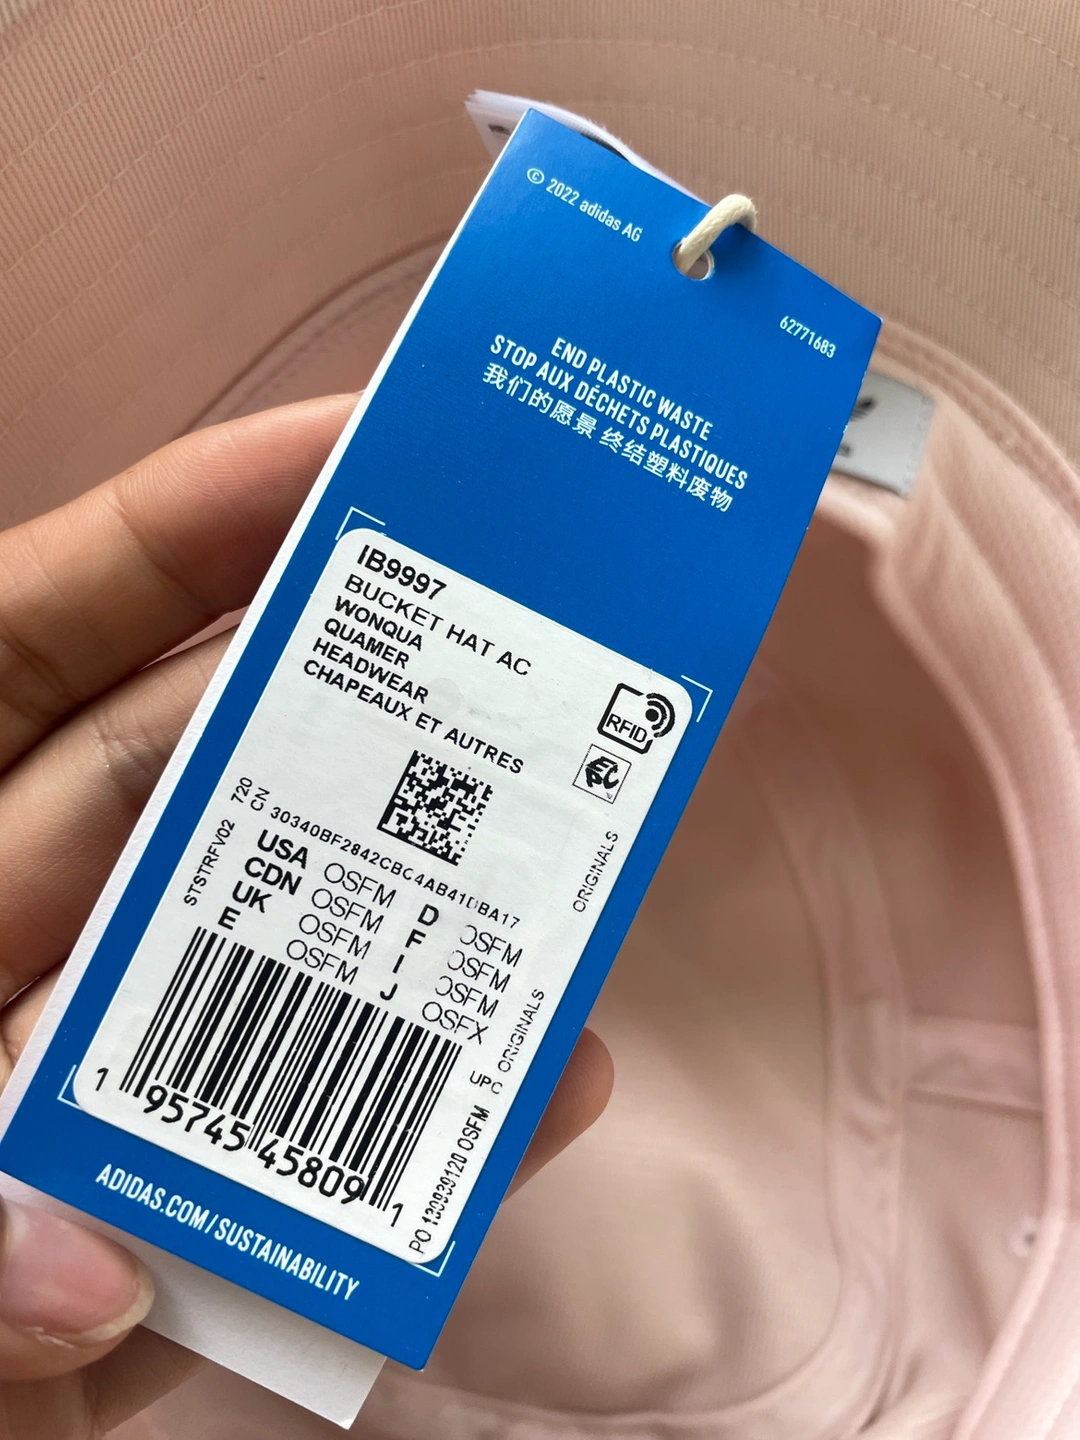 © 2022 adidas AG
62771683
END PLASTIC WASTE
STOP AUX DÉCHETS PLASTIQUES
我们的愿景 终结塑料废物
IB9997
BUCKET HAT AC
WONQUA
QUAMER
HEADWEAR
CHAPEAUX ET AUTRES
RFID
EPC
720
CN
30340BF2842CBC4AB41DBA17
STSTRFV02
USA OSFM D OSFM
CDN OSFM F OSFM
UK OSFM I OSFM
E OSFM J OSFX
ORIGINALS
ORIGINALS
UPC
1 95745 45809 1
PO 130939120 OSFM
ADIDAS.COM/SUSTAINABILITY